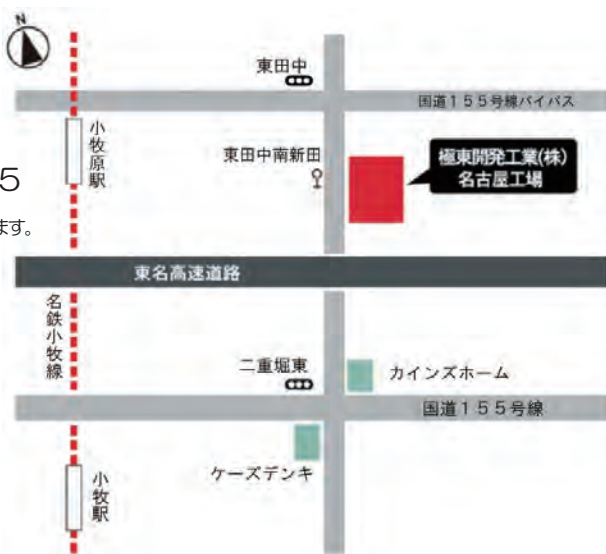 N
東田中
国道155号線バイパス
小牧原駅
東田中南新田
極東開発工業(株)
名古屋工場
5
ます。
東名高速道路
名鉄小牧線
二重堀東
カインズホーム
国道155号線
ケーズデンキ
小牧駅